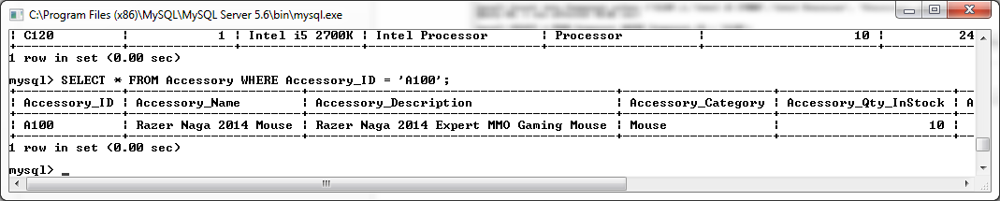 C:\Program Files (x86)\MySQL\MySQL Server 5.6\bin\mysql.exe
| C120 | 1 | Intel i5 2700K | Intel Processor | Processor | 10 | 24
1 row in set (0.00 sec)
mysql> SELECT * FROM Accessory WHERE Accessory_ID = 'A100';
| Accessory_ID | Accessory_Name | Accessory_Description | Accessory_Category | Accessory_Qty_InStock | A
| A100 | Razer Naga 2014 Mouse | Razer Naga 2014 Expert MMO Gaming Mouse | Mouse | 10 |
1 row in set (0.00 sec)
mysql> _